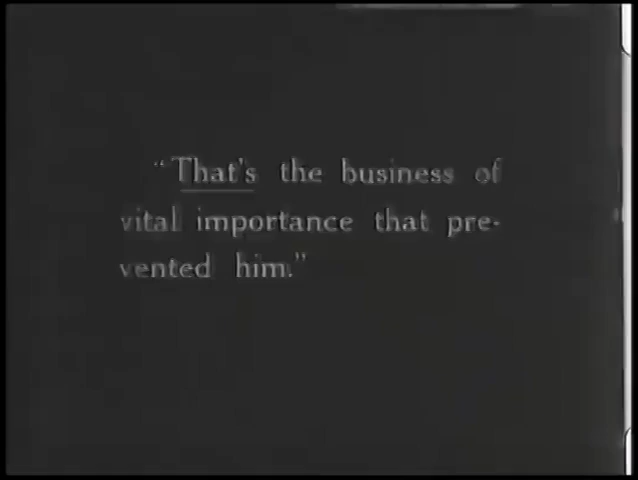 “That's the business of
vital importance that pre-
vented him.”